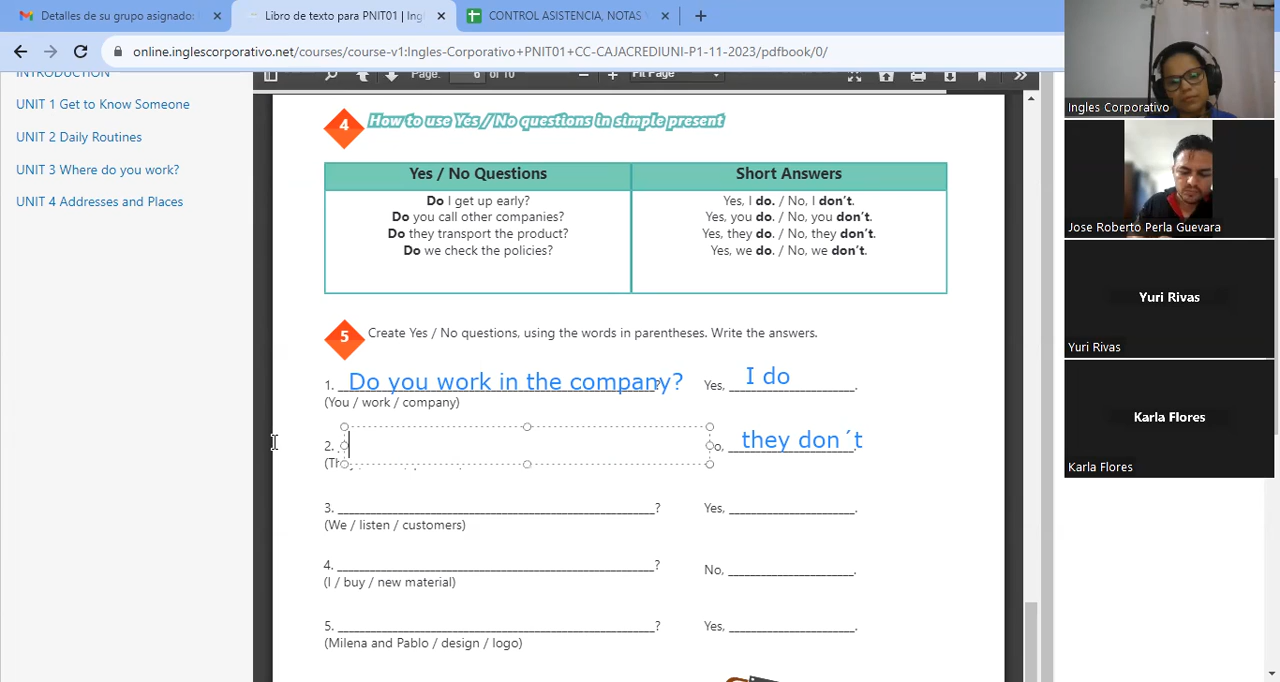 Detalles de su grupo asignado:
Libro de texto para PNIT01 | Ing
CONTROL ASISTENCIA, NOTAS
online.inglescorporativo.net/courses/course-v1:Ingles-Corporativo+PNIT01+CC-CAJACREDIUNI-P1-11-2023/pdfbook/0/
INTRODUCTION
UNIT 1 Get to Know Someone
UNIT 2 Daily Routines
UNIT 3 Where do you work?
UNIT 4 Addresses and Places
Page: 6 of 10
Fit Page
4 How to use Yes / No questions in simple present
Yes / No Questions
Short Answers
Do I get up early?
Yes, I do. / No, I don't.
Do you call other companies?
Yes, you do. / No, you don't.
Do they transport the product?
Yes, they do. / No, they don't.
Do we check the policies?
Yes, we do. / No, we don't.
5 Create Yes / No questions, using the words in parentheses. Write the answers.
1. Do you work in the company? Yes, I do.
(You / work / company)
2. they don´t.
3. ? Yes, .
(We / listen / customers)
4. ? No, .
(I / buy / new material)
5. ? Yes, .
(Milena and Pablo / design / logo)
Ingles Corporativo
Jose Roberto Perla Guevara
Yuri Rivas
Yuri Rivas
Karla Flores
Karla Flores